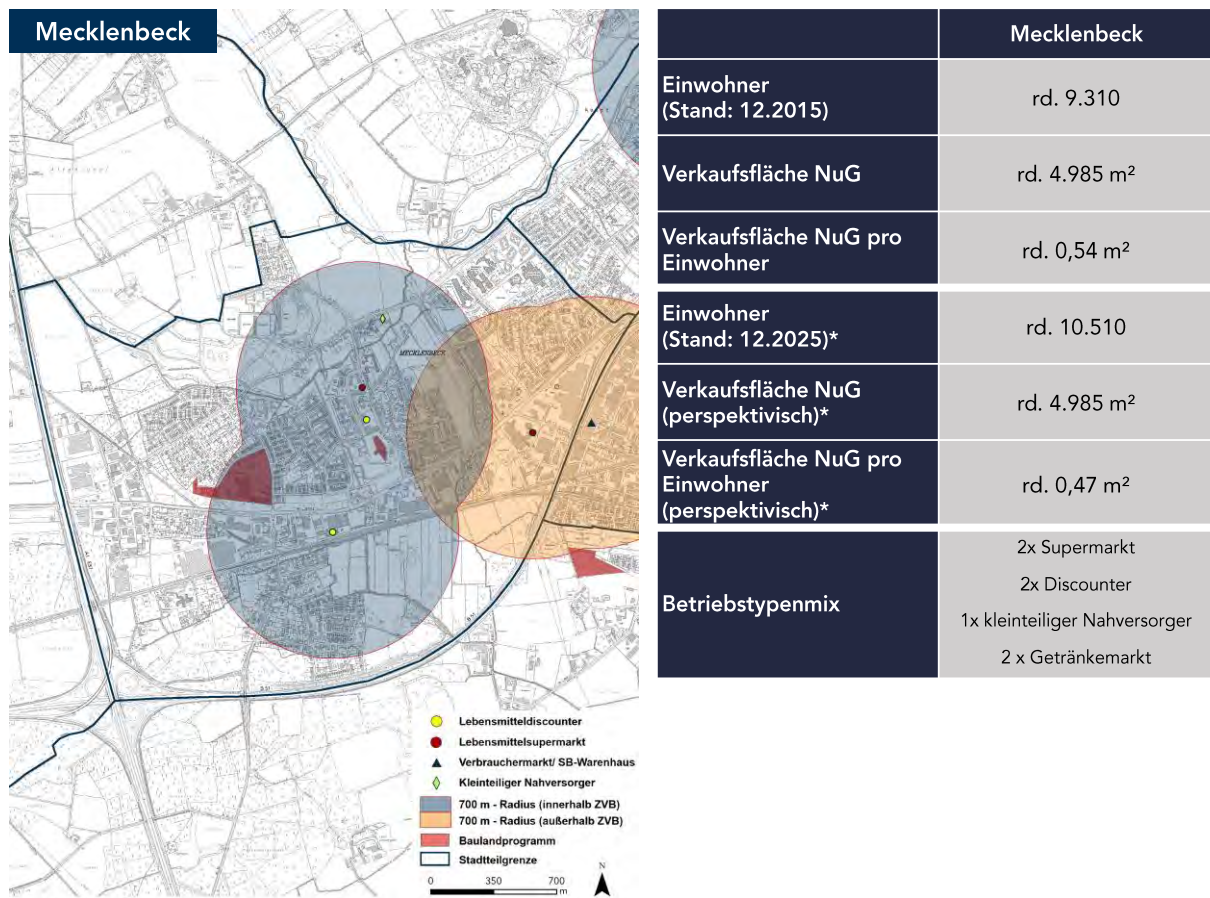 Mecklenbeck
MECKLENBECK
Lebensmitteldiscounter
Lebensmittelsupermarkt
Verbrauchermarkt/ SB-Warenhaus
Kleinteiliger Nahversorger
700 m - Radius (innerhalb ZVB)
700 m - Radius (außerhalb ZVB)
Baulandprogramm
Stadtteilgrenze
N
0 350 700
m
Mecklenbeck
Einwohner
(Stand: 12.2015)
rd. 9.310
Verkaufsfläche NuG
rd. 4.985 m²
Verkaufsfläche NuG pro
Einwohner
rd. 0,54 m²
Einwohner
(Stand: 12.2025)*
rd. 10.510
Verkaufsfläche NuG
(perspektivisch)*
rd. 4.985 m²
Verkaufsfläche NuG pro
Einwohner
(perspektivisch)*
rd. 0,47 m²
Betriebstypenmix
2x Supermarkt
2x Discounter
1x kleinteiliger Nahversorger
2 x Getränkemarkt